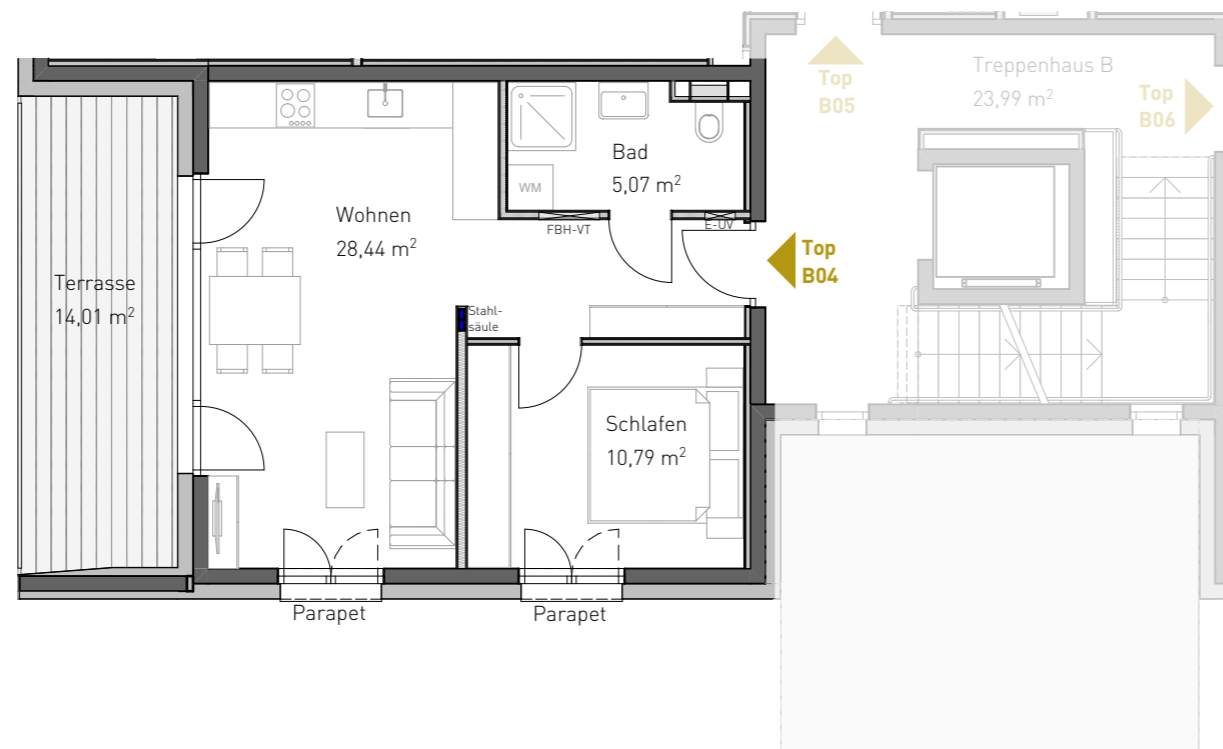 Treppenhaus B
23,99 m²
Top
B05
Top
B06
Bad
5,07 m²
WM
Wohnen
28,44 m²
FBH-VT
E-UV
Top
B04
Terrasse
14,01 m²
Stahl-
säule
Schlafen
10,79 m²
Parapet
Parapet